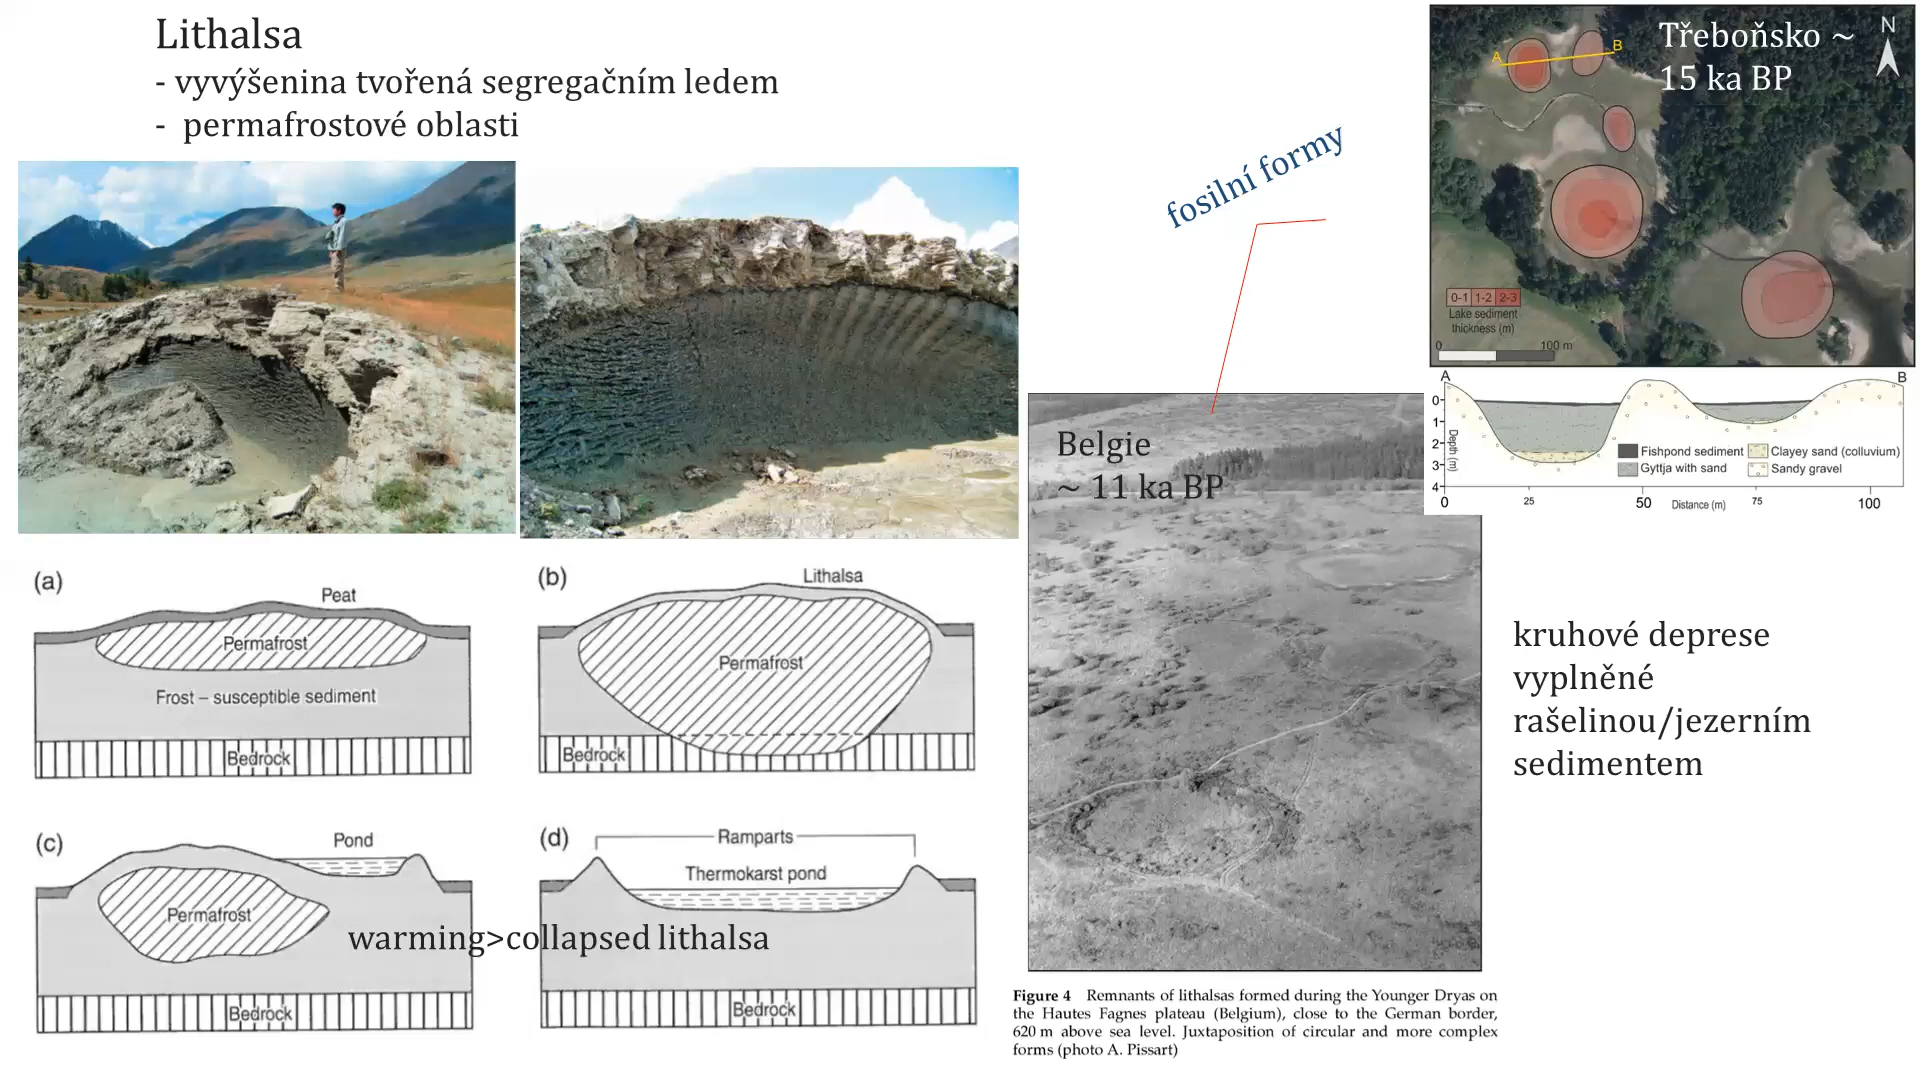 Lithalsa
- vyvýšenina tvořená segregačním ledem
- permafrostové oblasti
fosilní formy
Třeboňsko ~
15 ka BP
N
A
B
0-1 1-2 2-3
Lake sediment
thickness (m)
0 100 m
A B
0
1
2
3
4
Depth (m)
Fishpond sediment
Clayey sand (colluvium)
Gyttja with sand
Sandy gravel
0 25 50 75 100
Distance (m)
Belgie
~ 11 ka BP
(a)
Peat
Permafrost
Frost – susceptible sediment
Bedrock
(b)
Lithalsa
Permafrost
Bedrock
(c)
Pond
Permafrost
Bedrock
(d)
Ramparts
Thermokarst pond
Bedrock
warming>collapsed lithalsa
kruhové deprese
vyplněné
rašelinou/jezerním
sedimentem
Figure 4 Remnants of lithalsas formed during the Younger Dryas on
the Hautes Fagnes plateau (Belgium), close to the German border,
620 m above sea level. Juxtaposition of circular and more complex
forms (photo A. Pissart)